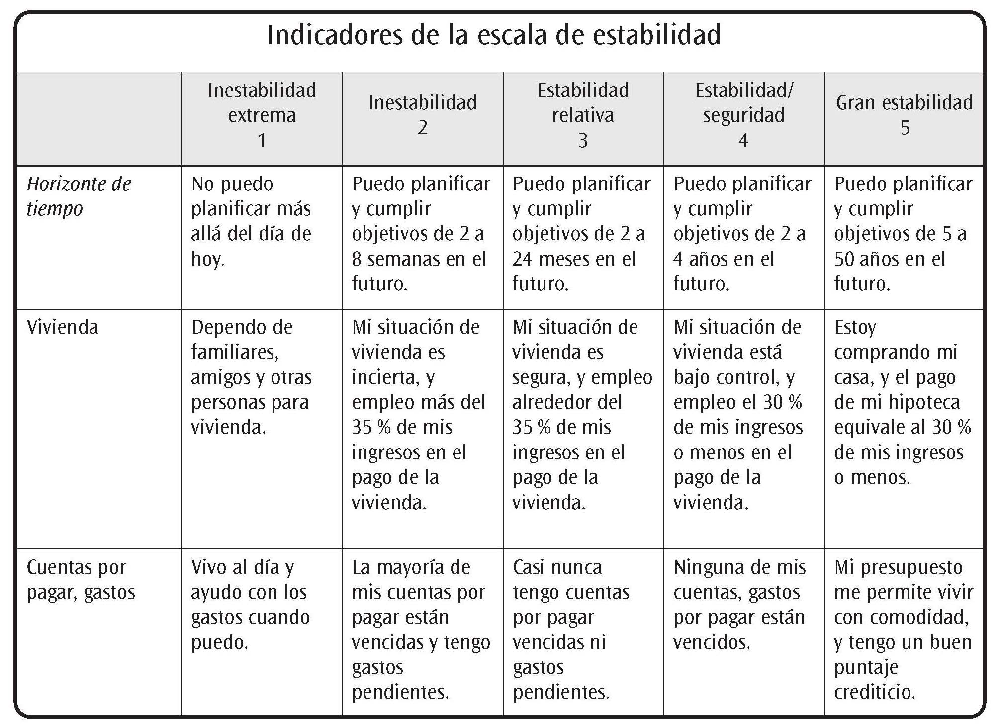 Indicadores de la escala de estabilidad
Inestabilidad
extrema
1
Inestabilidad
2
Estabilidad
relativa
3
Estabilidad/
seguridad
4
Gran estabilidad
5
Horizonte de
tiempo
No puedo
planificar más
allá del día de
hoy.
Puedo planificar
y cumplir
objetivos de 2 a
8 semanas en el
futuro.
Puedo planificar
y cumplir
objetivos de 2 a
24 meses en el
futuro.
Puedo planificar
y cumplir
objetivos de 2 a
4 años en el
futuro.
Puedo planificar
y cumplir
objetivos de 5 a
50 años en el
futuro.
Vivienda
Dependo de
familiares,
amigos y otras
personas para
vivienda.
Mi situación de
vivienda es
incierta, y
empleo más del
35 % de mis
ingresos en el
pago de la
vivienda.
Mi situación de
vivienda es
segura, y empleo
alrededor del
35 % de mis
ingresos en el
pago de la
vivienda.
Mi situación de
vivienda está
bajo control, y
empleo el 30 %
de mis ingresos
o menos en el
pago de la
vivienda.
Estoy
comprando mi
casa, y el pago
de mi hipoteca
equivale al 30 %
de mis ingresos
o menos.
Cuentas por
pagar, gastos
Vivo al día y
ayudo con los
gastos cuando
puedo.
La mayoría de
mis cuentas por
pagar están
vencidas y tengo
gastos
pendientes.
Casi nunca
tengo cuentas
por pagar
vencidas ni
gastos
pendientes.
Ninguna de mis
cuentas, gastos
por pagar están
vencidos.
Mi presupuesto
me permite vivir
con comodidad,
y tengo un buen
puntaje
crediticio.